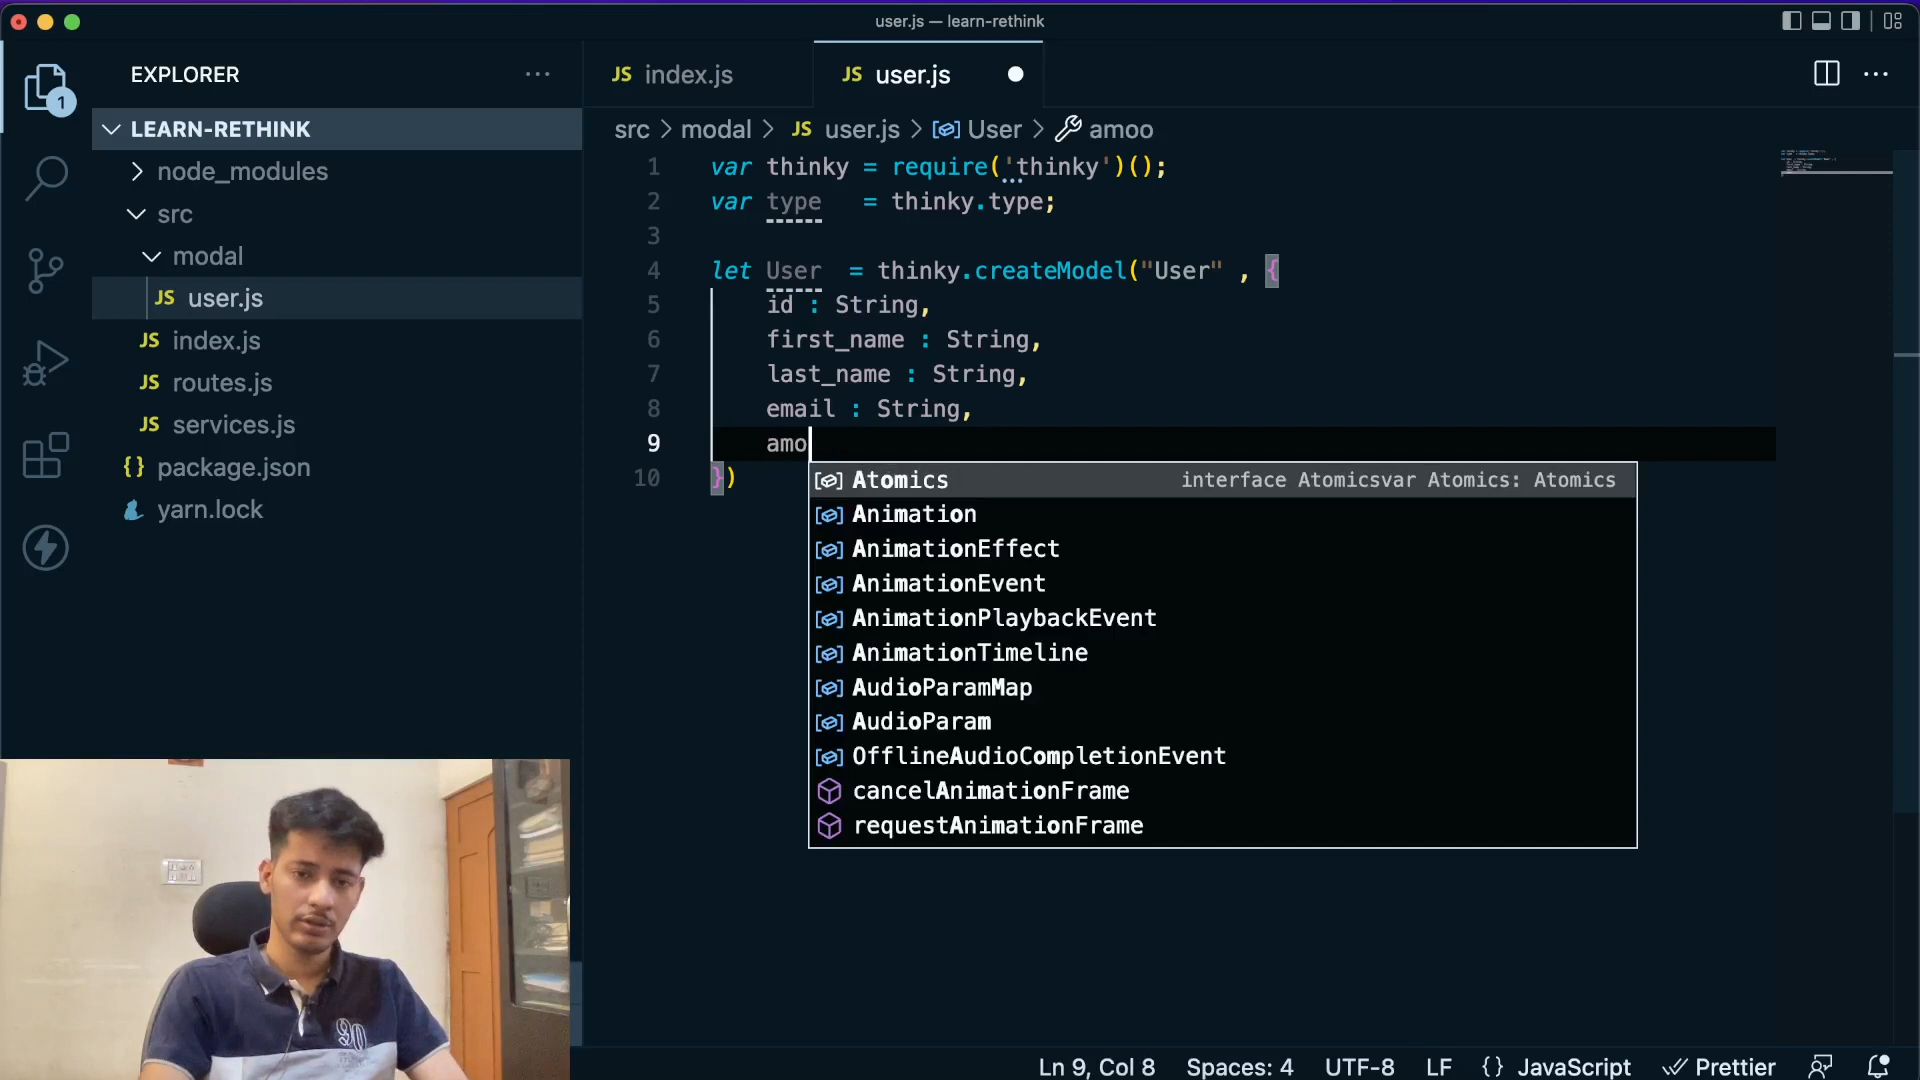 user.js — learn-rethink
EXPLORER
1
LEARN-RETHINK
node_modules
src
modal
JS user.js
JS index.js
JS routes.js
JS services.js
{} package.json
yarn.lock
JS index.js
JS user.js
src > modal > JS user.js > User > amoo
1 var thinky = require('thinky')();
2 var type = thinky.type;
3
4 let User = thinky.createModel("User" , {
5 id : String,
6 first_name : String,
7 last_name : String,
8 email : String,
9 amo
10 })
Atomics interface Atomicsvar Atomics: Atomics
Animation
AnimationEffect
AnimationEvent
AnimationPlaybackEvent
AnimationTimeline
AudioParamMap
AudioParam
OfflineAudioCompletionEvent
cancelAnimationFrame
requestAnimationFrame
Ln 9, Col 8 Spaces: 4 UTF-8 LF {} JavaScript Prettier